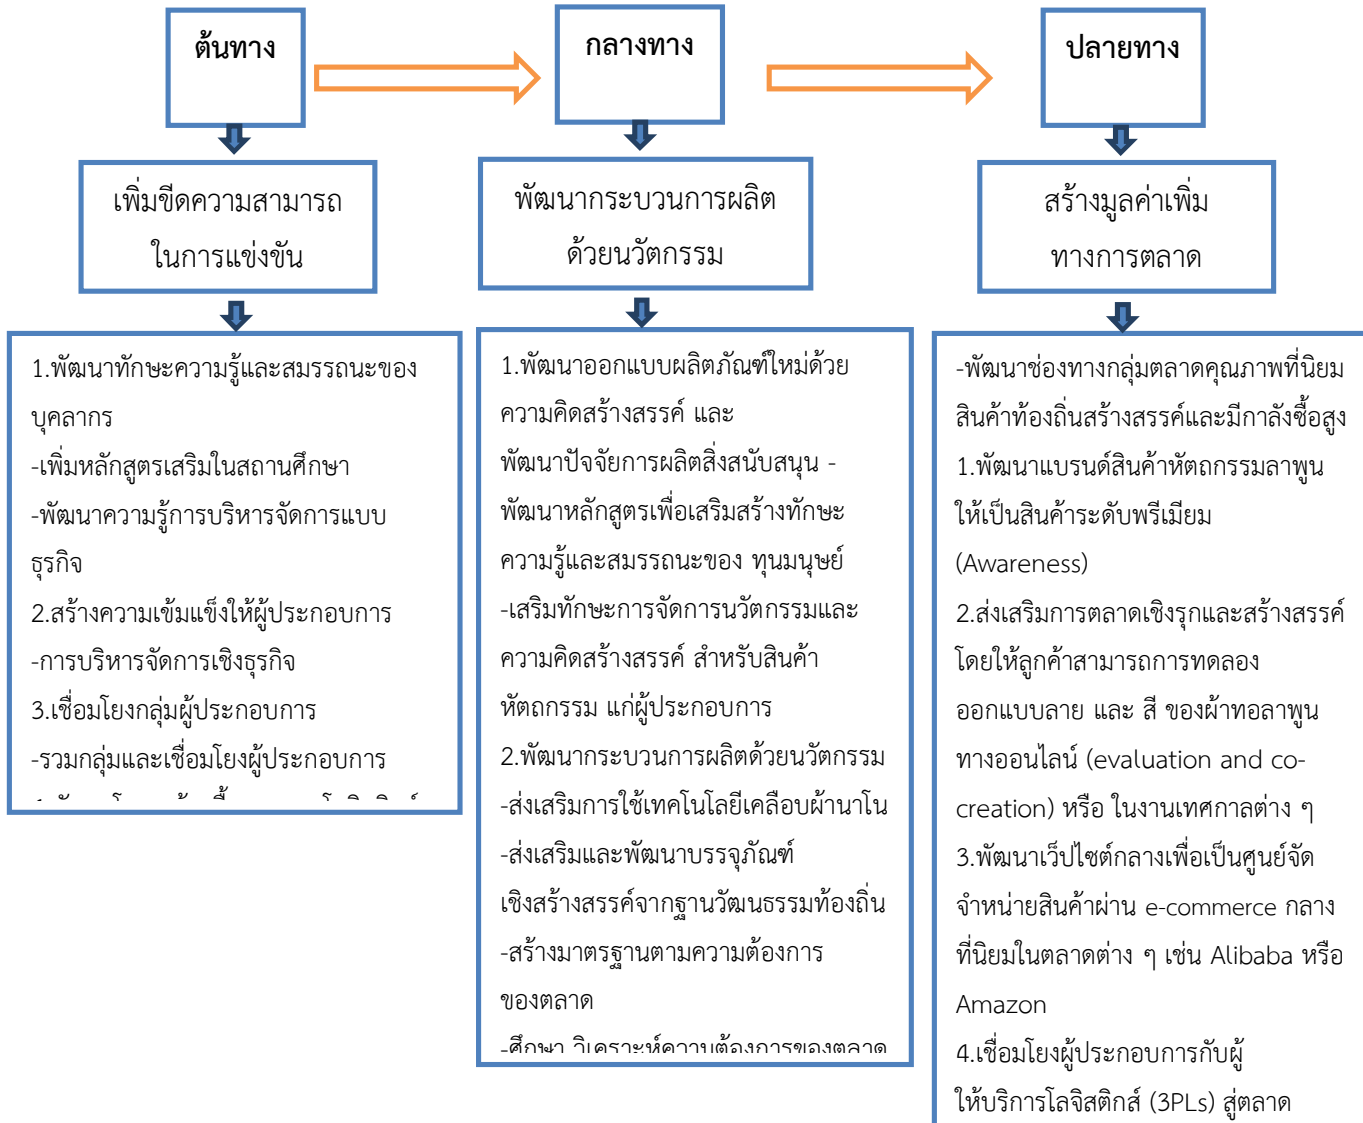 ต้นทาง
กลางทาง
ปลายทาง
เพิ่มขีดความสามารถ
ในการแข่งขัน
พัฒนากระบวนการผลิต
ด้วยนวัตกรรม
สร้างมูลค่าเพิ่ม
ทางการตลาด
1.พัฒนาทักษะความรู้และสมรรถนะของ
บุคลากร
-เพิ่มหลักสูตรเสริมในสถานศึกษา
-พัฒนาความรู้การบริหารจัดการแบบ
ธุรกิจ
2.สร้างความเข้มแข็งให้ผู้ประกอบการ
-การบริหารจัดการเชิงธุรกิจ
3.เชื่อมโยงกลุ่มผู้ประกอบการ
-รวมกลุ่มและเชื่อมโยงผู้ประกอบการ
1.พัฒนาออกแบบผลิตภัณฑ์ใหม่ด้วย
ความคิดสร้างสรรค์ และ
พัฒนาปัจจัยการผลิตสิ่งสนับสนุน -
พัฒนาหลักสูตรเพื่อเสริมสร้างทักษะ
ความรู้และสมรรถนะของ ทุนมนุษย์
-เสริมทักษะการจัดการนวัตกรรมและ
ความคิดสร้างสรรค์ สำหรับสินค้า
หัตถกรรม แก่ผู้ประกอบการ
2.พัฒนากระบวนการผลิตด้วยนวัตกรรม
-ส่งเสริมการใช้เทคโนโลยีเคลือบผ้านาโน
-ส่งเสริมและพัฒนาบรรจุภัณฑ์
เชิงสร้างสรรค์จากฐานวัฒนธรรมท้องถิ่น
-สร้างมาตรฐานตามความต้องการ
ของตลาด
-ศึกษา วิเคราะห์ความต้องการของตลาด
-พัฒนาช่องทางกลุ่มตลาดคุณภาพที่นิยม
สินค้าท้องถิ่นสร้างสรรค์และมีกาลังซื้อสูง
1.พัฒนาแบรนด์สินค้าหัตถกรรมลาพูน
ให้เป็นสินค้าระดับพรีเมียม
(Awareness)
2.ส่งเสริมการตลาดเชิงรุกและสร้างสรรค์
โดยให้ลูกค้าสามารถการทดลอง
ออกแบบลาย และ สี ของผ้าทอลาพูน
ทางออนไลน์ (evaluation and co-
creation) หรือ ในงานเทศกาลต่าง ๆ
3.พัฒนาเว็ปไซต์กลางเพื่อเป็นศูนย์จัด
จำหน่ายสินค้าผ่าน e-commerce กลาง
ที่นิยมในตลาดต่าง ๆ เช่น Alibaba หรือ
Amazon
4.เชื่อมโยงผู้ประกอบการกับผู้
ให้บริการโลจิสติกส์ (3PLs) สู่ตลาด